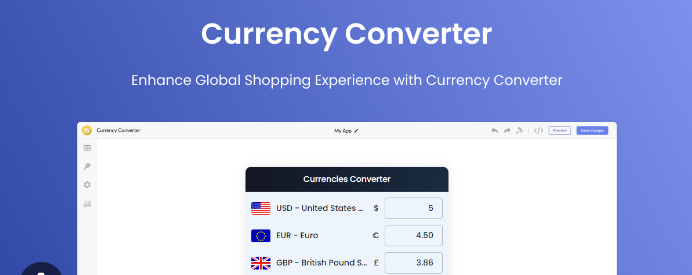 Currency Converter
Enhance Global Shopping Experience with Currency Converter
Currency Converter My App Preview Save changes
Currencies Converter
USD - United States ... $ 5
EUR - Euro € 4.50
GBP - British Pound S... £ 3.86